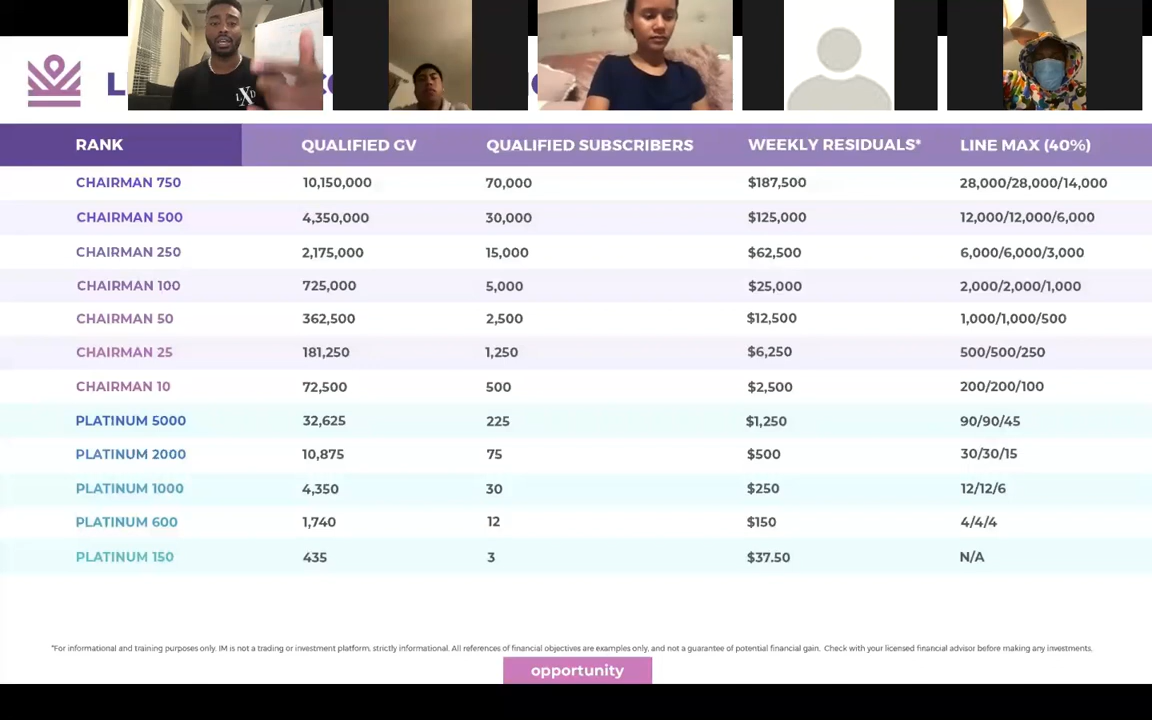 RANK QUALIFIED GV QUALIFIED SUBSCRIBERS WEEKLY RESIDUALS* LINE MAX (40%)
CHAIRMAN 750 10,150,000 70,000 $187,500 28,000/28,000/14,000
CHAIRMAN 500 4,350,000 30,000 $125,000 12,000/12,000/6,000
CHAIRMAN 250 2,175,000 15,000 $62,500 6,000/6,000/3,000
CHAIRMAN 100 725,000 5,000 $25,000 2,000/2,000/1,000
CHAIRMAN 50 362,500 2,500 $12,500 1,000/1,000/500
CHAIRMAN 25 181,250 1,250 $6,250 500/500/250
CHAIRMAN 10 72,500 500 $2,500 200/200/100
PLATINUM 5000 32,625 225 $1,250 90/90/45
PLATINUM 2000 10,875 75 $500 30/30/15
PLATINUM 1000 4,350 30 $250 12/12/6
PLATINUM 600 1,740 12 $150 4/4/4
PLATINUM 150 435 3 $37.50 N/A
*For informational and training purposes only. IM is not a trading or investment platform, strictly informational. All references of financial objectives are examples only, and not a guarantee of potential financial gain. Check with your licensed financial advisor before making any investments.
opportunity